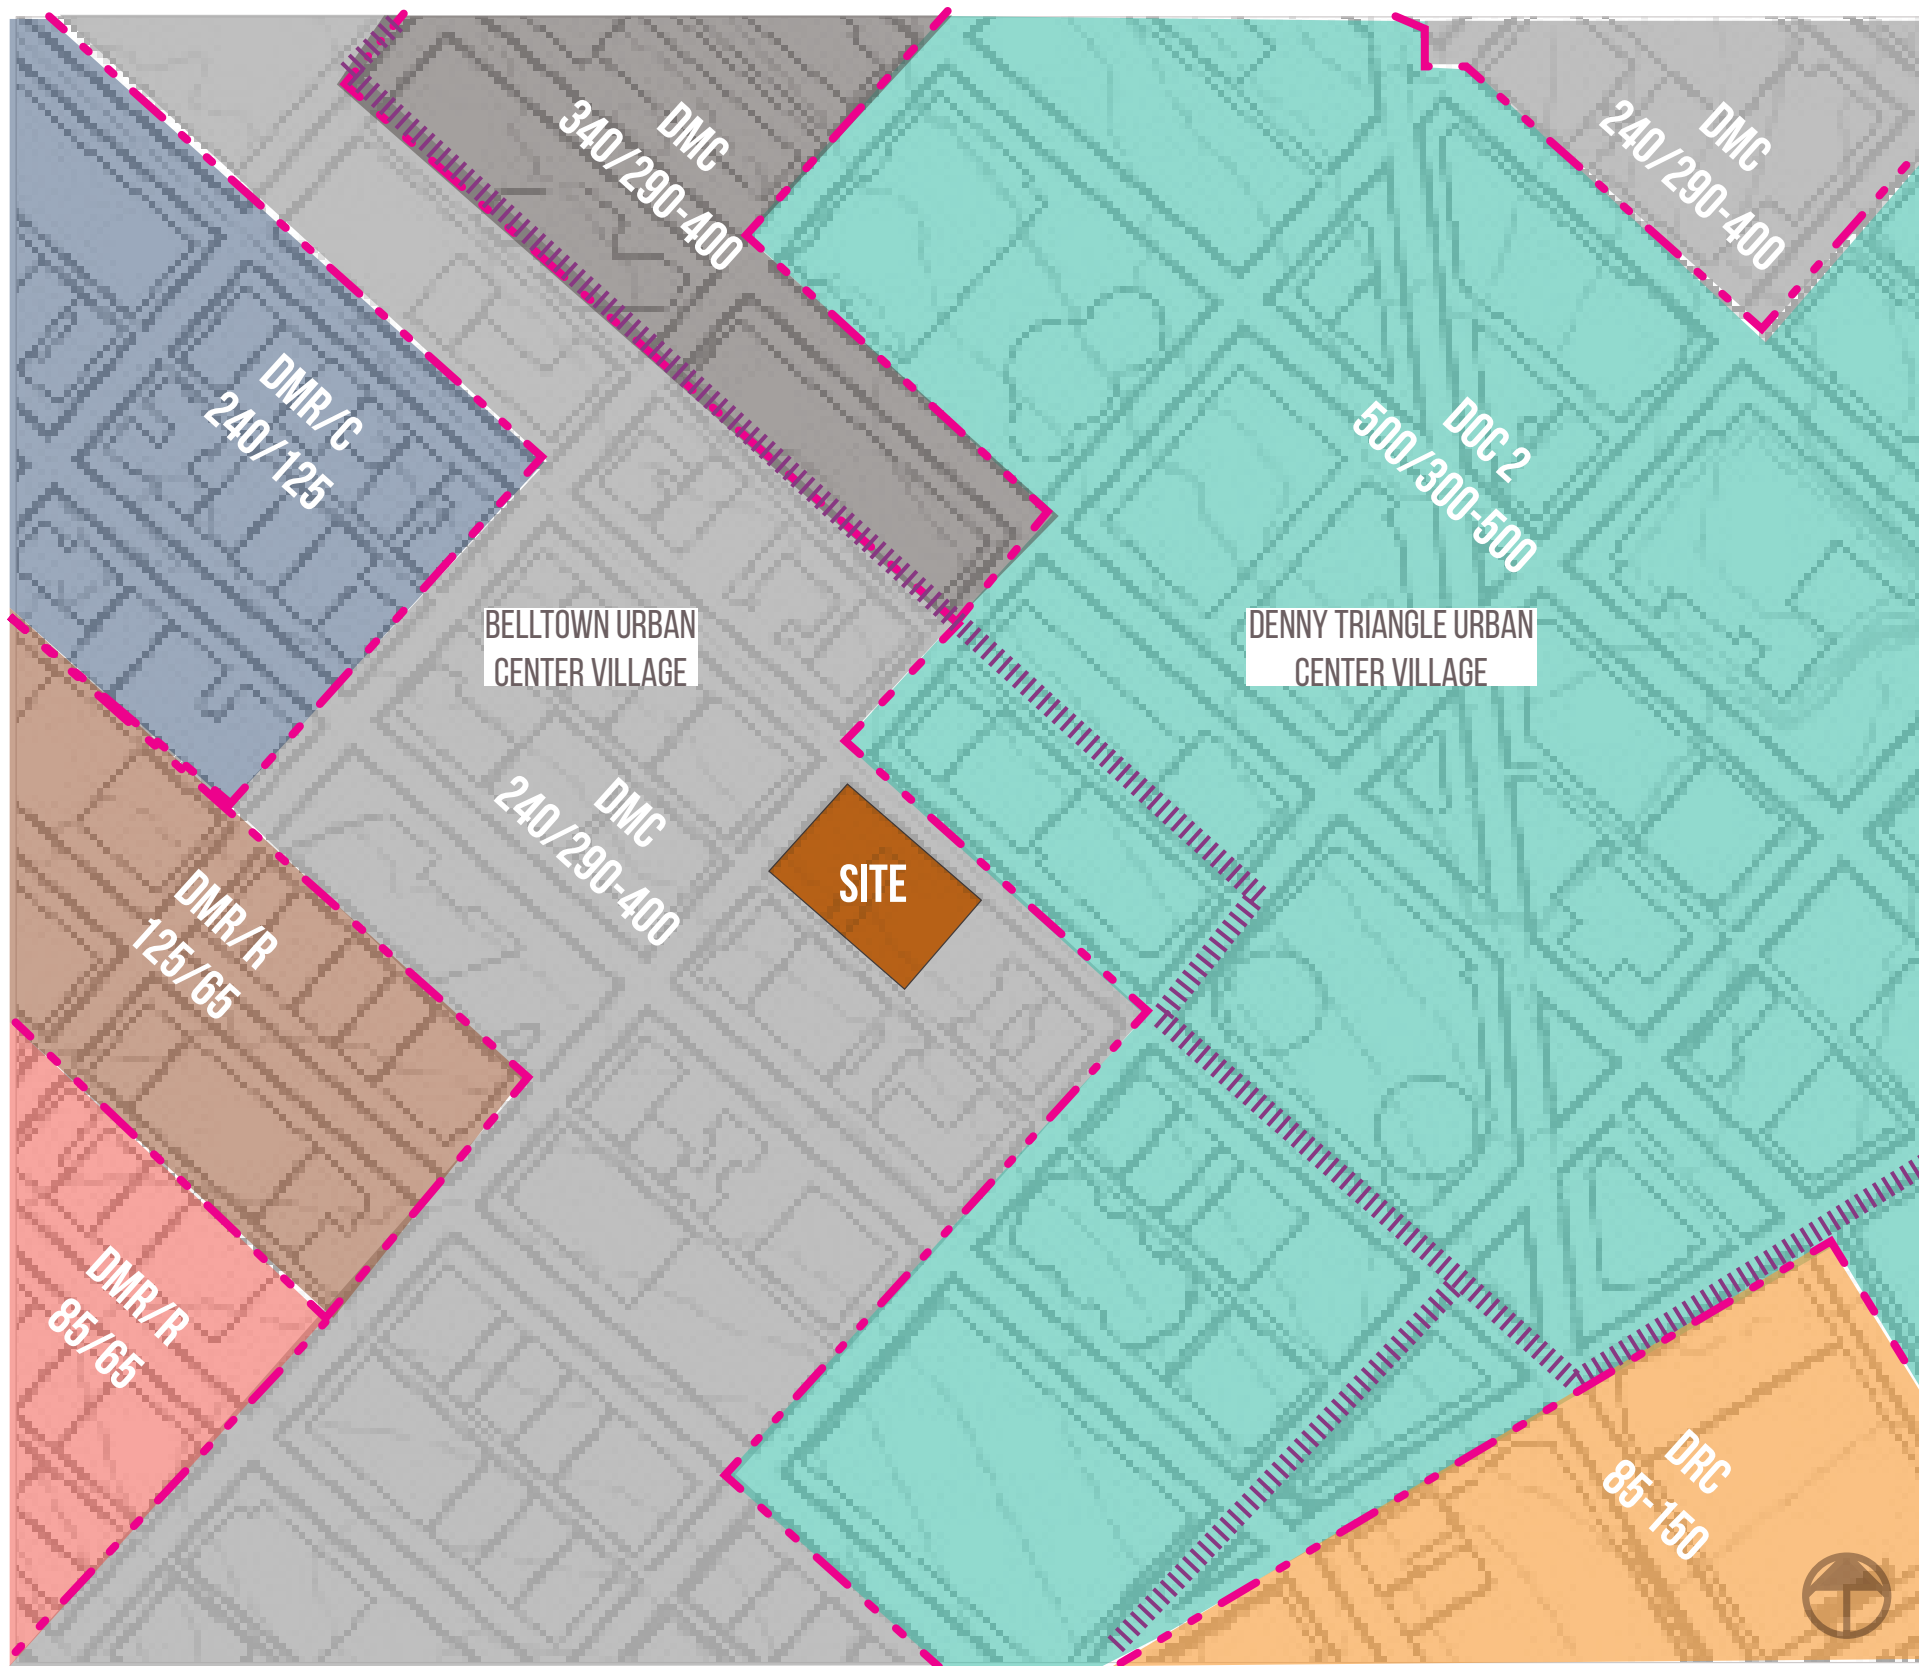 DMC
340/290-400
DMC
240/290-400
DMR/C
240/125
DOC 2
500/300-500
BELLTOWN URBAN
CENTER VILLAGE
DENNY TRIANGLE URBAN
CENTER VILLAGE
DMC
240/290-400
SITE
DMR/R
125/65
DMR/R
85/65
DRC
85-150